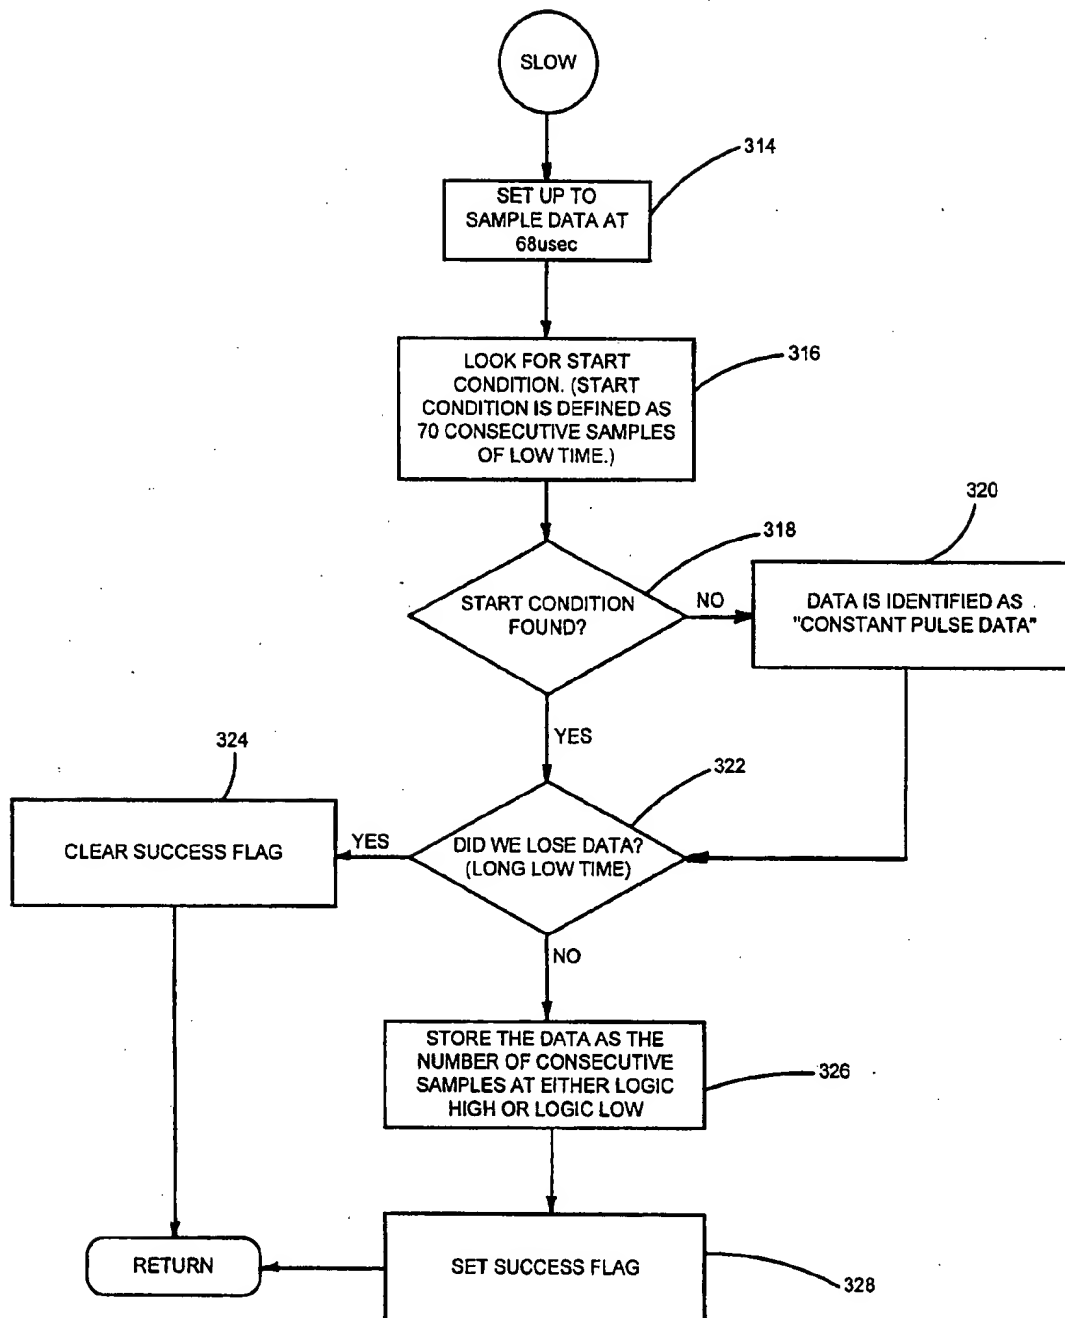 SLOW
314
SET UP TO
SAMPLE DATA AT
68usec
316
LOOK FOR START
CONDITION. (START
CONDITION IS DEFINED AS
70 CONSECUTIVE SAMPLES
OF LOW TIME.)
318
START CONDITION
FOUND?
NO
320
DATA IS IDENTIFIED AS
"CONSTANT PULSE DATA"
YES
322
DID WE LOSE DATA?
(LONG LOW TIME)
YES
324
CLEAR SUCCESS FLAG
NO
STORE THE DATA AS THE
NUMBER OF CONSECUTIVE
SAMPLES AT EITHER LOGIC
HIGH OR LOGIC LOW
326
SET SUCCESS FLAG
328
RETURN